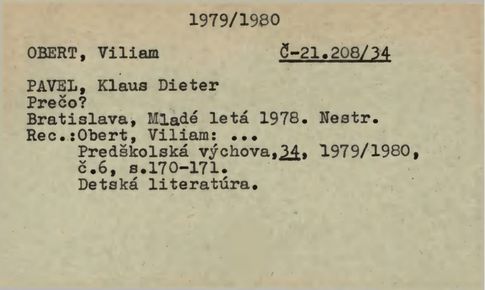 1979/1980
OBERT, Viliam Č-21.208/34
PAVEL, Klaus Dieter
Prečo?
Bratislava, Mladé letá 1978. Nestr.
Rec.:Obert, Viliam: ...
Predškolská výchova,34, 1979/1980,
č.6, s.170-171.
Detská literatúra.